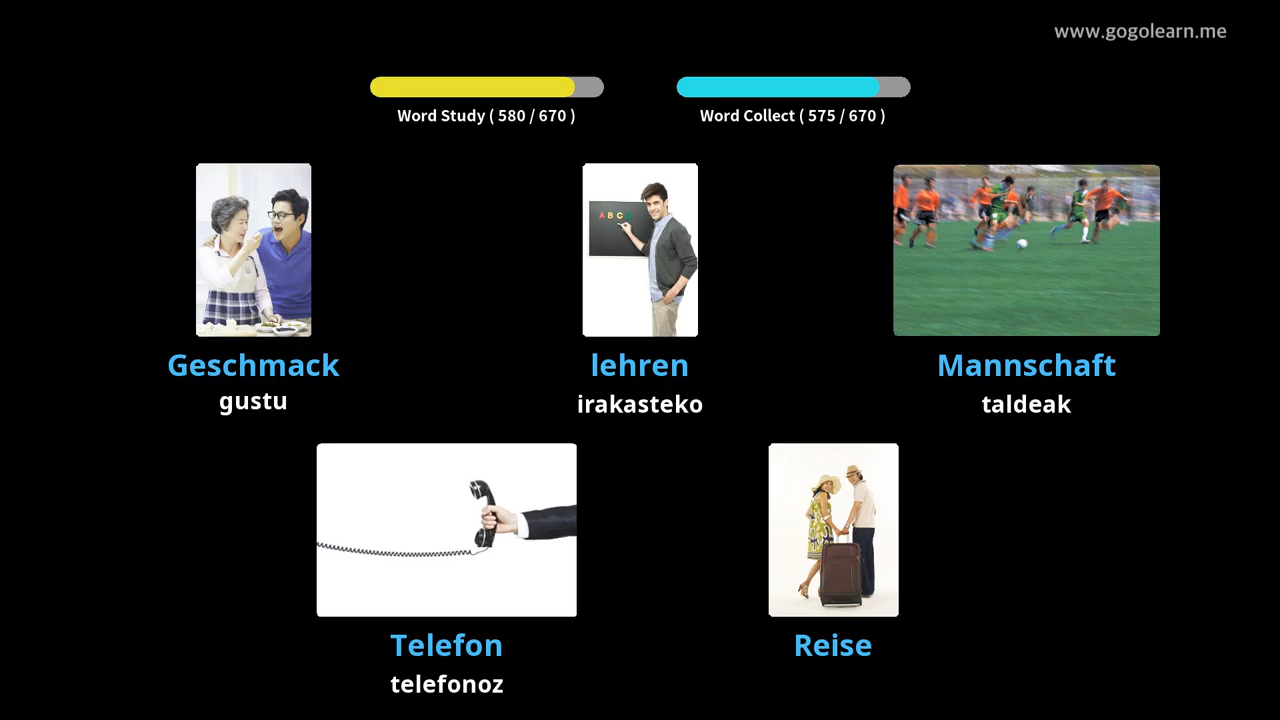 www.gogolearn.me
Word Study ( 580 / 670 )
Word Collect ( 575 / 670 )
A B C D
Geschmack
gustu
lehren
irakasteko
Mannschaft
taldeak
Telefon
telefonoz
Reise